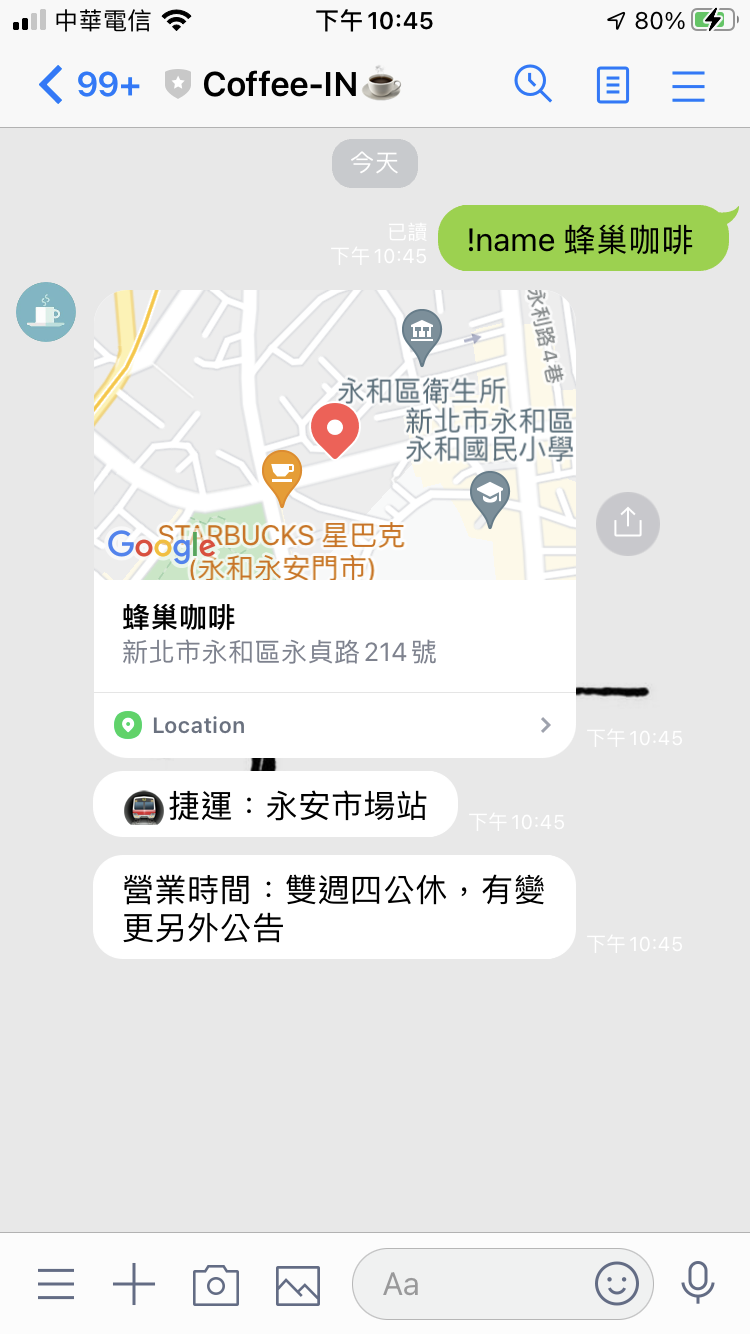 中華電信 下午10:45 80%
99+ Coffee-IN☕
今天
已讀
下午10:45
!name 蜂巢咖啡
永利路4巷
永和區衛生所
新北市永和區
永和國民小學
STARBUCKS 星巴克
(永和永安門市)
Google
蜂巢咖啡
新北市永和區永貞路214號
Location
下午10:45
捷運：永安市場站
下午10:45
營業時間：雙週四公休，有變
更另外公告
下午10:45
Aa